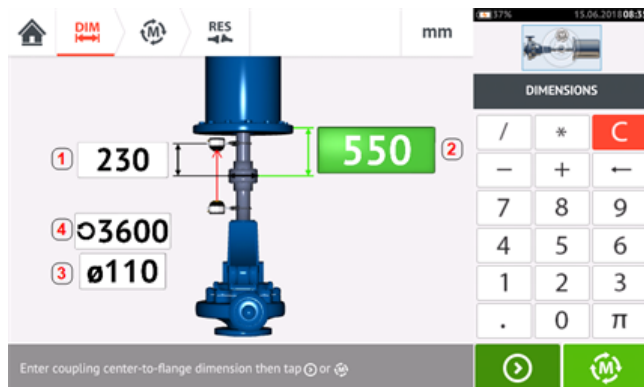 37% 15.06.2018 08:35
DIM M RES mm
DIMENSIONS
1 230 550 2
4 3600
3 ø110
/ * C
− + ←
7 8 9
4 5 6
1 2 3
. 0 π
Enter coupling center-to-flange dimension then tap or M
M